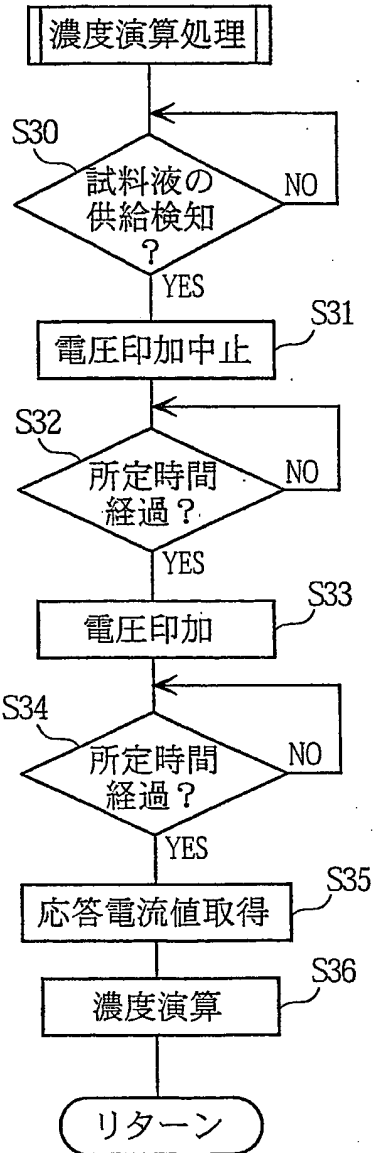 濃度演算処理
S30
試料液の
供給検知
?
NO
YES
S31
電圧印加中止
S32
所定時間
経過?
NO
YES
S33
電圧印加
S34
所定時間
経過?
NO
YES
S35
応答電流値取得
S36
濃度演算
リターン